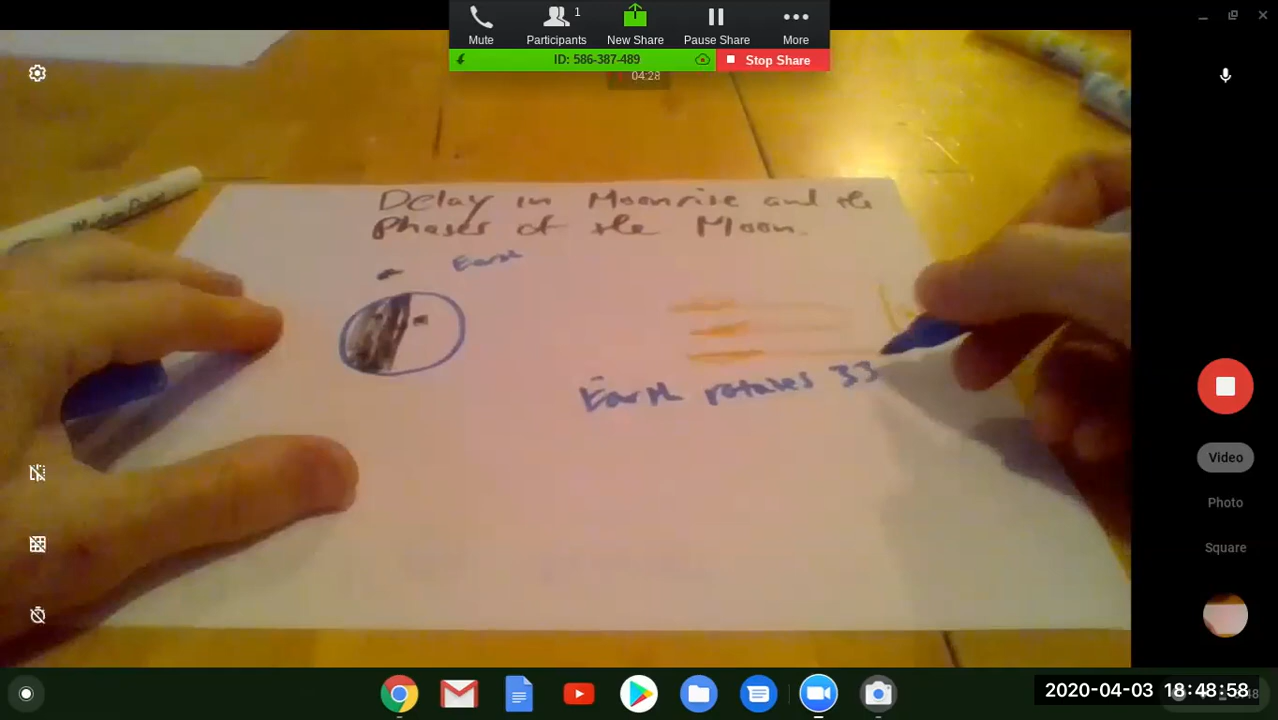 Mute
Participants
1
New Share
Pause Share
More
ID: 586-387-489
Stop Share
04:28
Delay in Moonrise and the
Phases of the Moon.
Earth
Earth rotates 33
Video
Photo
Square
2020-04-03 18:48:58